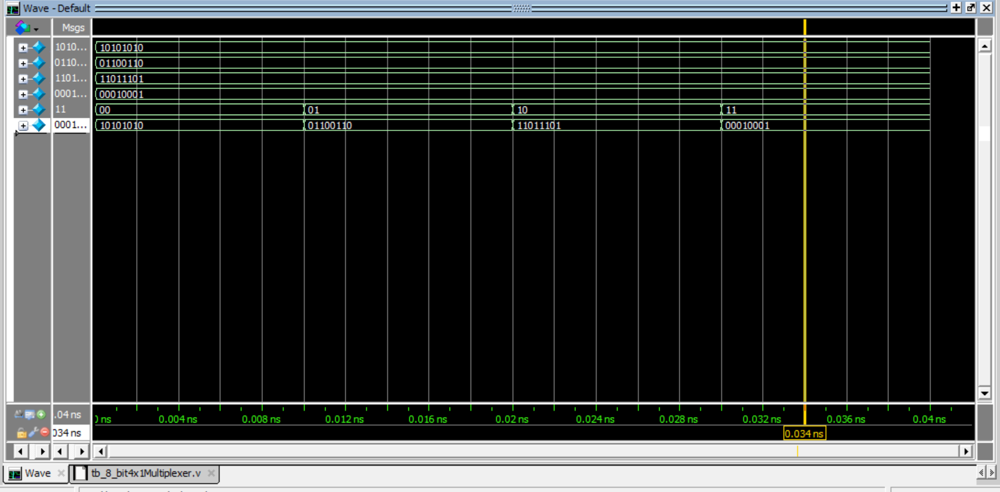 Wave - Default
Msgs
1010... 10101010
0110... 01100110
1101... 11011101
0001... 00010001
11 00 01 10 11
0001... 10101010 01100110 11011101 00010001
.04 ns ns 0.004 ns 0.008 ns 0.012 ns 0.016 ns 0.02 ns 0.024 ns 0.028 ns 0.032 ns 0.036 ns 0.04 ns
034 ns 0.034 ns
Wave tb_8_bit4x1Multiplexer.v